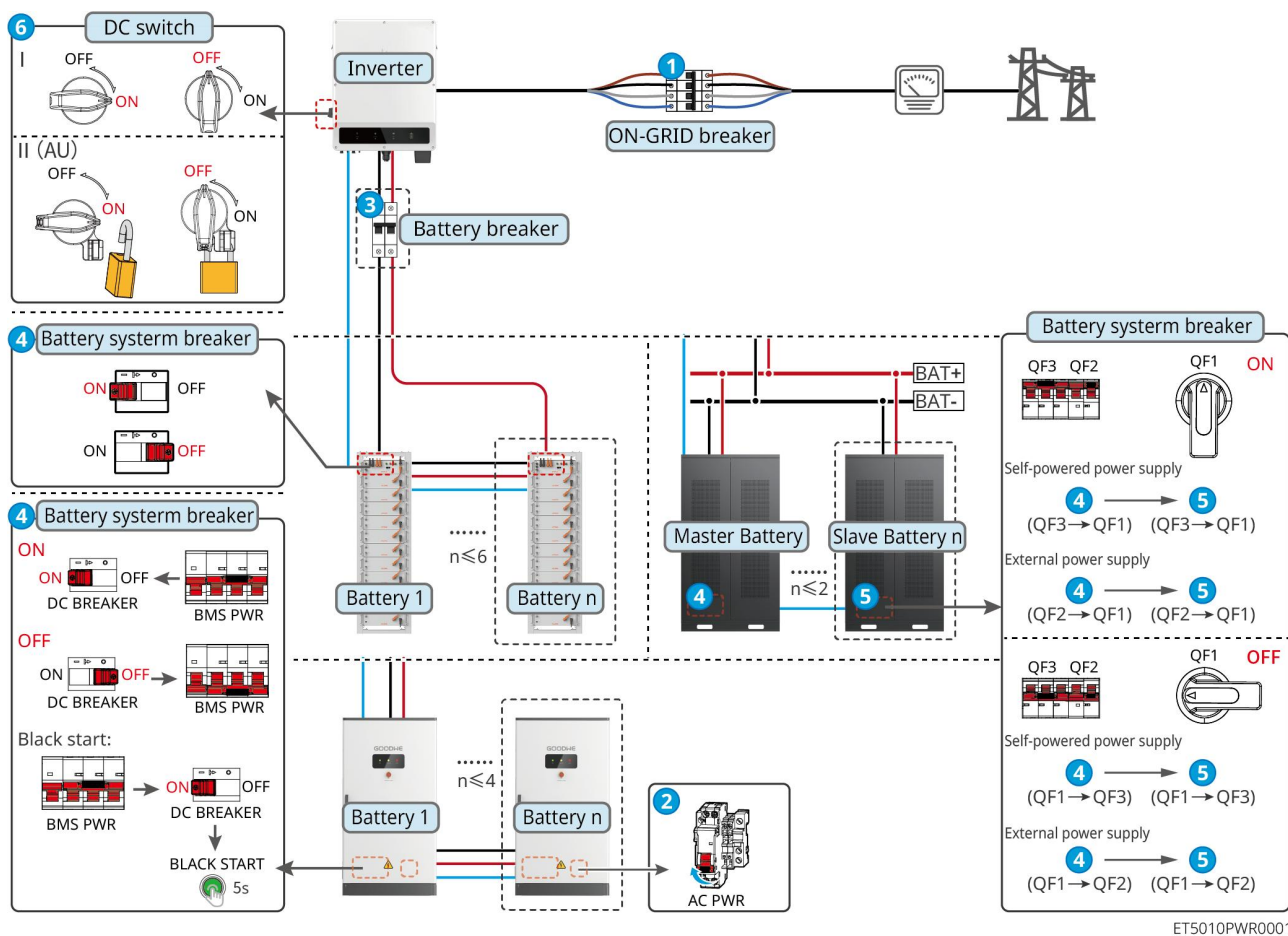 6
DC switch
I
OFF
ON
OFF
ON
II (AU)
OFF
ON
OFF
ON
Inverter
1
ON-GRID breaker
3
Battery breaker
4
Battery systerm breaker
ON
OFF
ON
OFF
4
Battery systerm breaker
ON
ON
OFF
DC BREAKER
BMS PWR
OFF
ON
OFF
DC BREAKER
BMS PWR
Black start:
BMS PWR
ON
OFF
DC BREAKER
BLACK START
5s
......
n≤6
Battery 1
Battery n
BAT+
BAT-
Master Battery
Slave Battery n
......
n≤2
4
5
GOODWE
GOODWE
......
n≤4
Battery 1
Battery n
2
AC PWR
Battery systerm breaker
QF3 QF2
QF1
ON
Self-powered power supply
4 → 5
(QF3→QF1) (QF3→QF1)
External power supply
4 → 5
(QF2→QF1) (QF2→QF1)
QF3 QF2
QF1
OFF
Self-powered power supply
4 → 5
(QF1→QF3) (QF1→QF3)
External power supply
4 → 5
(QF1→QF2) (QF1→QF2)
ET5010PWR0001